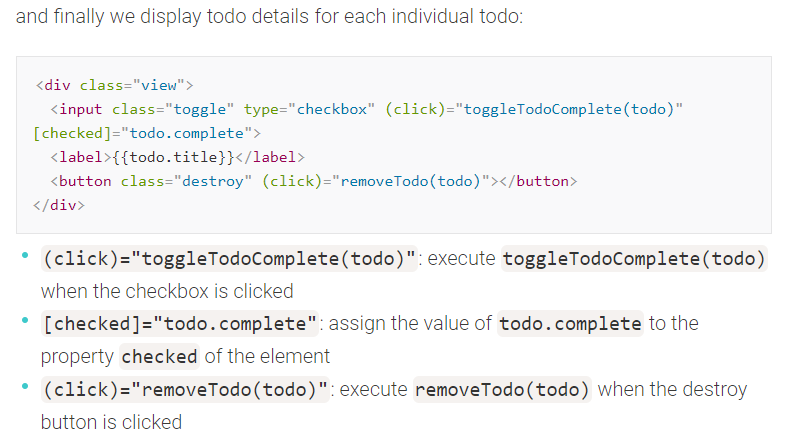 and finally we display todo details for each individual todo:
<div class="view">
<input class="toggle" type="checkbox" (click)="toggleTodoComplete(todo)"
[checked]="todo.complete">
<label>{{todo.title}}</label>
<button class="destroy" (click)="removeTodo(todo)"></button>
</div>
• (click)="toggleTodoComplete(todo)": execute toggleTodoComplete(todo)
when the checkbox is clicked
• [checked]="todo.complete": assign the value of todo.complete to the
property checked of the element
• (click)="removeTodo(todo)": execute removeTodo(todo) when the destroy
button is clicked